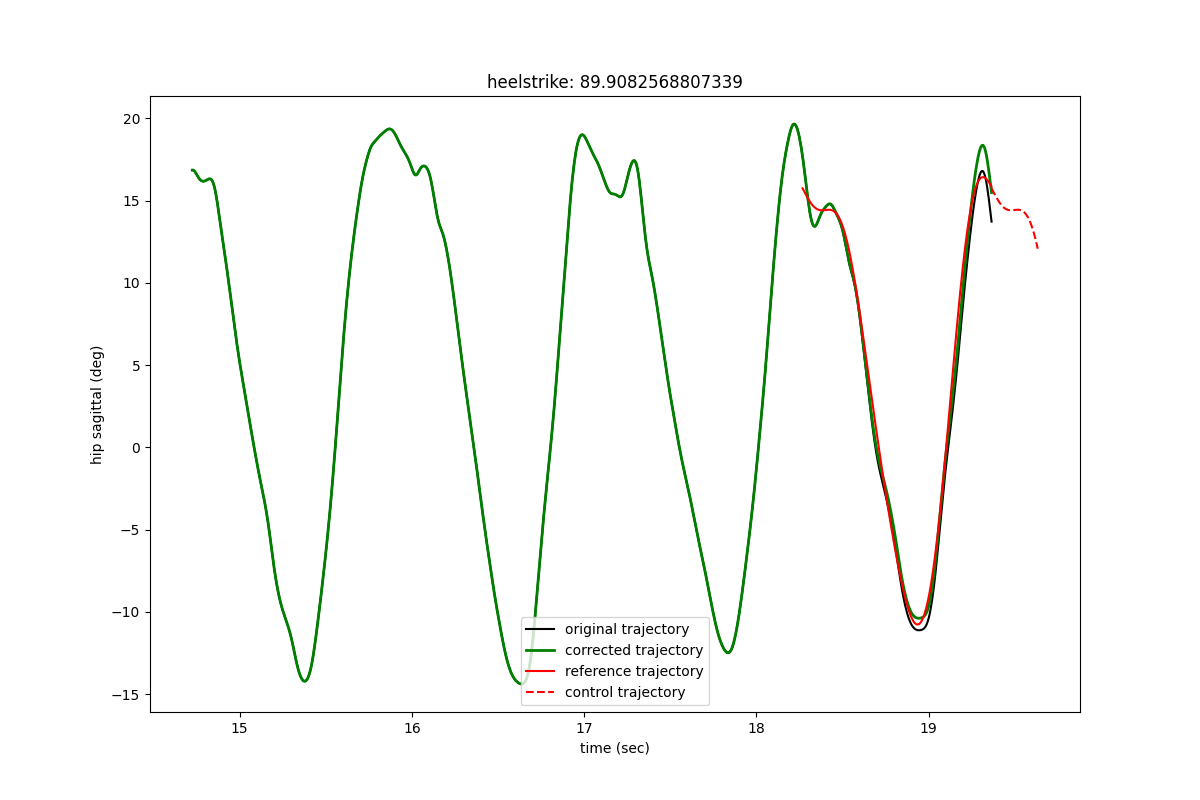 heelstrike: 89.9082568807339
20
15
10
5
0
−5
−10
−15
hip sagittal (deg)
original trajectory
corrected trajectory
reference trajectory
control trajectory
15 16 17 18 19
time (sec)